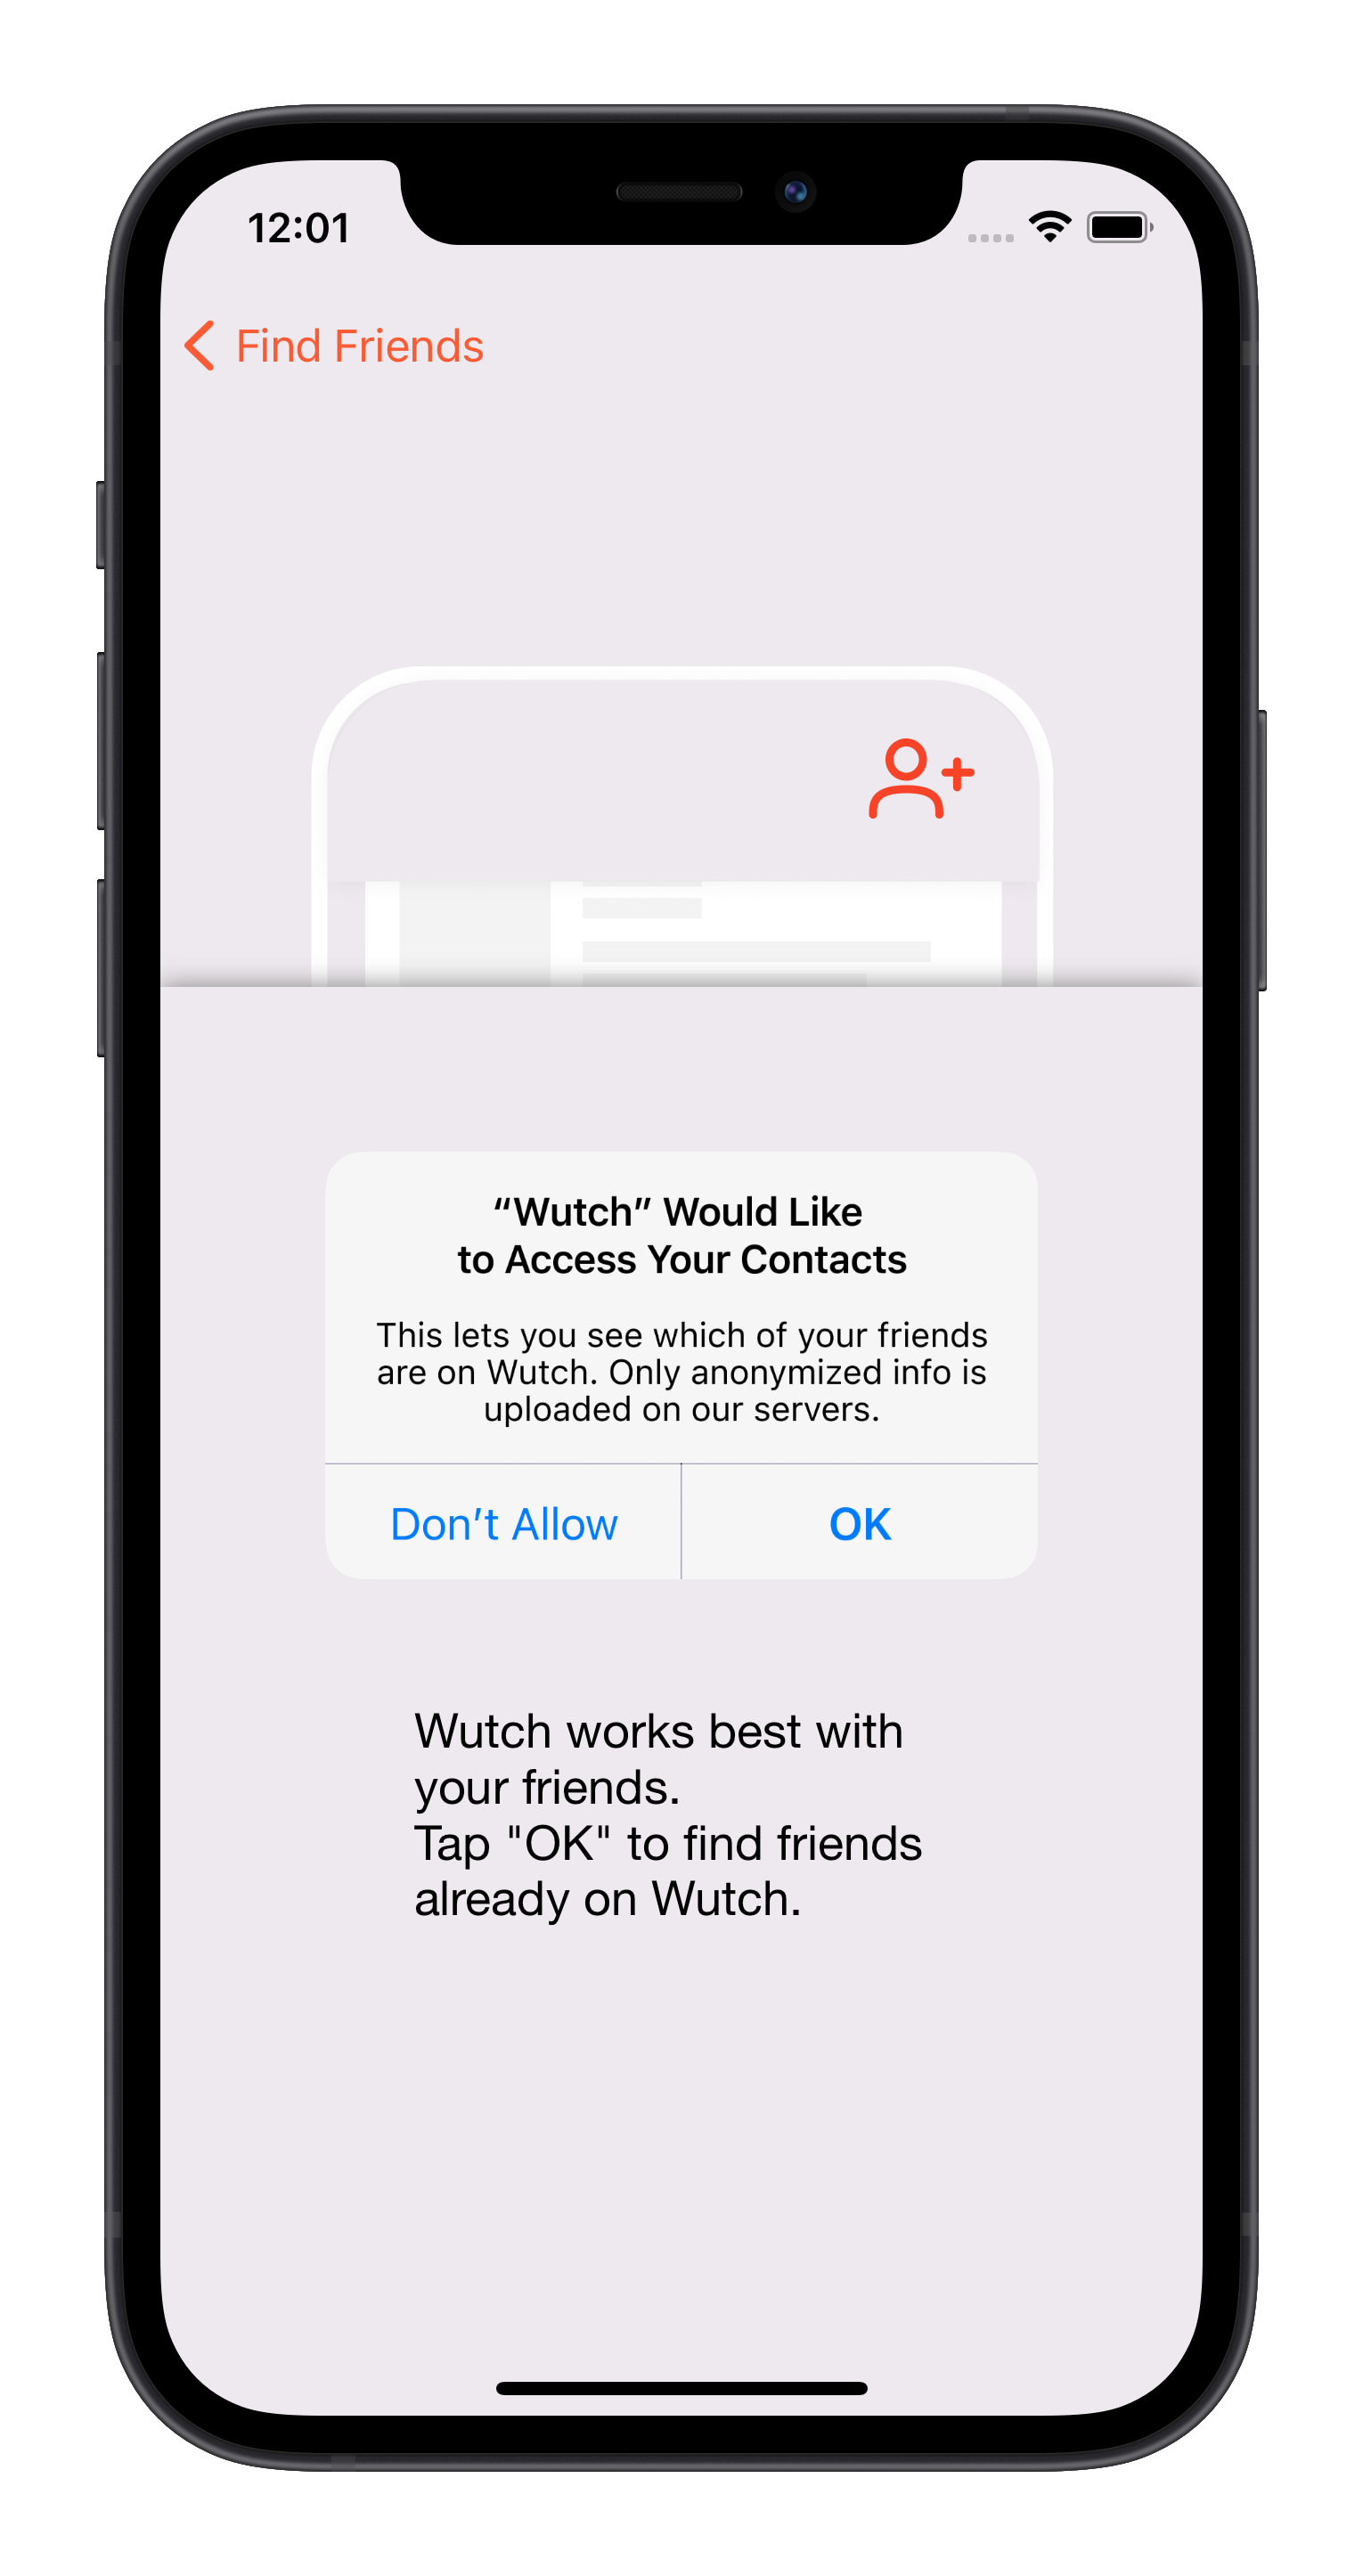 12:01
Find Friends
“Wutch” Would Like
to Access Your Contacts
This lets you see which of your friends
are on Wutch. Only anonymized info is
uploaded on our servers.
Don’t Allow
OK
Wutch works best with
your friends.
Tap "OK" to find friends
already on Wutch.